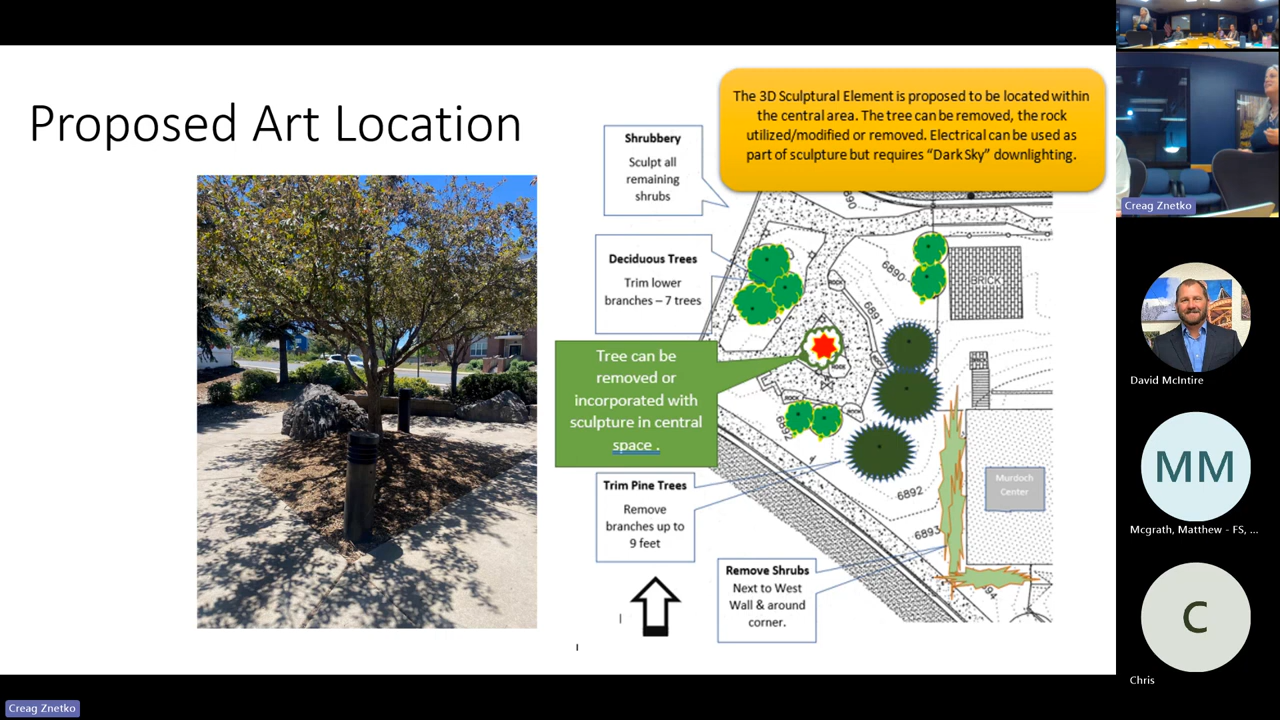 Proposed Art Location
The 3D Sculptural Element is proposed to be located within
the central area. The tree can be removed, the rock
utilized/modified or removed. Electrical can be used as
part of sculpture but requires “Dark Sky” downlighting.
Shrubbery
Sculpt all
remaining
shrubs
Deciduous Trees
Trim lower
branches – 7 trees
Tree can be
removed or
incorporated with
sculpture in central
space .
Trim Pine Trees
Remove
branches up to
9 feet
Remove Shrubs
Next to West
Wall & around
corner.
6890
6890
BRICK
ROCK
ROCK
ROCK
6892
6893
Murdoch
Center
Creag Znetko
David McIntire
MM
Mcgrath, Matthew - FS, ...
C
Chris
Creag Znetko